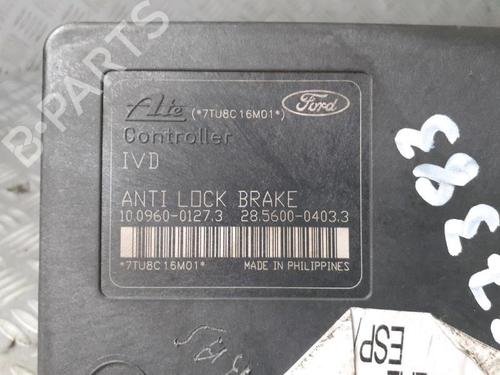 B-PARTS
Ate (*7TU8C16M01*) Ford
Controller
IVD
ANTI LOCK BRAKE
10.0960-0127.3 28.5600-0403.3
*7TU8C16M01* MADE IN PHILIPPINES
ESP/